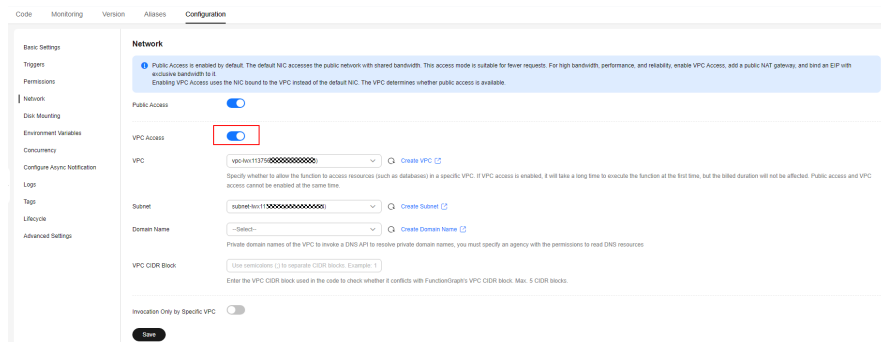 Code Monitoring Version Aliases Configuration
Basic Settings
Triggers
Permissions
Network
Disk Mounting
Environment Variables
Concurrency
Configure Async Notification
Logs
Tags
Lifecycle
Advanced Settings
Network
Public Access is enabled by default. The default NIC accesses the public network with shared bandwidth. This access mode is suitable for fewer requests. For high bandwidth, performance, and reliability, enable VPC Access, add a public NAT gateway, and bind an EIP with
exclusive bandwidth to it
Enabling VPC Access uses the NIC bound to the VPC instead of the default NIC. The VPC determines whether public access is available.
Public Access
VPC Access
VPC
Create VPC
Specify whether to allow the function to access resources (such as databases) in a specific VPC. If VPC access is enabled, it will take a long time to execute the function at the first time, but the billed duration will not be affected. Public access and VPC
access cannot be enabled at the same time.
Subnet
Create Subnet
Domain Name --Select-- Create Domain Name
Private domain names of the VPC to invoke a DNS API to resolve private domain names, you must specify an agency with the permissions to read DNS resources
VPC CIDR Block Use semicolons (;) to separate CIDR blocks. Example: 1
Enter the VPC CIDR block used in the code to check whether it conflicts with FunctionGraph's VPC CIDR block. Max. 5 CIDR blocks.
Invocation Only by Specific VPC
Save